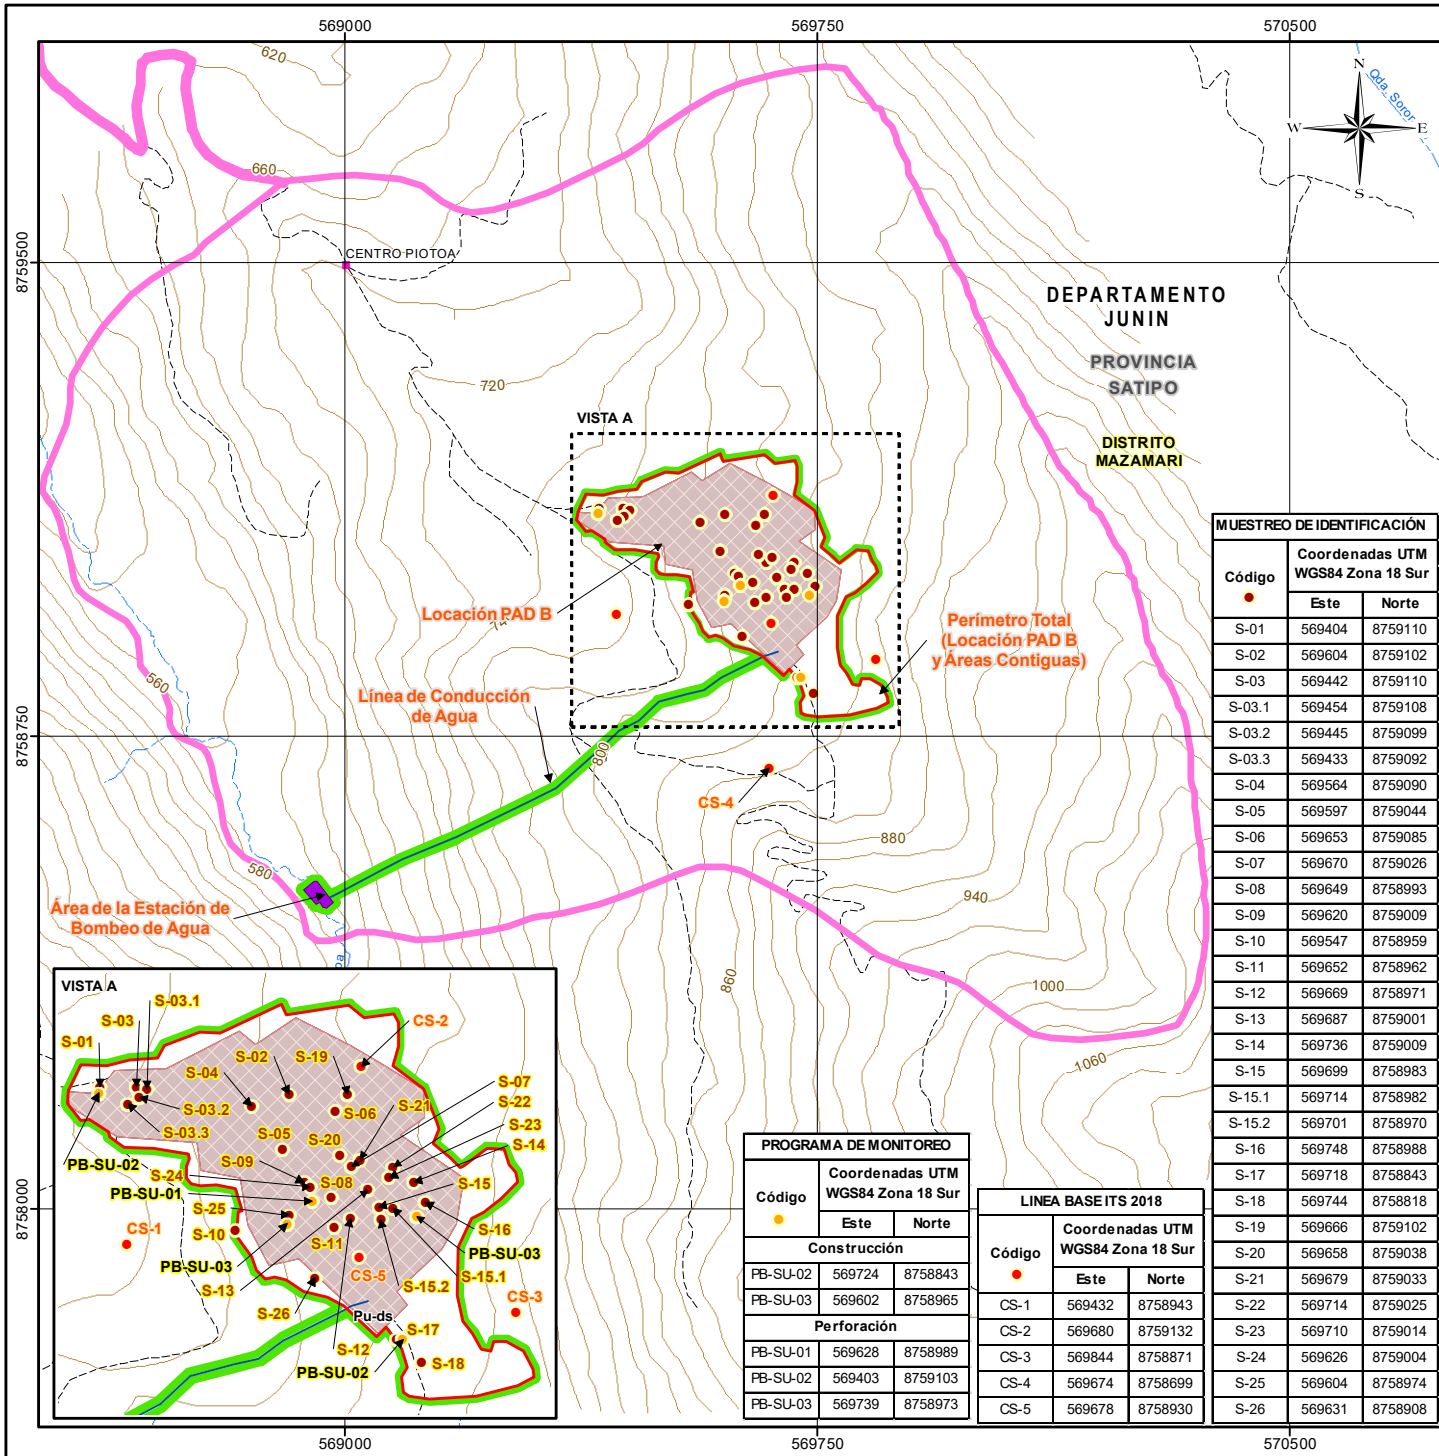 569000
569750
570500
620
Qda. Soror
N
W
E
S
660
8759500
CENTRO PIOTOA
DEPARTAMENTO
JUNIN
PROVINCIA
SATIPO
720
VISTA A
DISTRITO
MAZAMARI
Locación PAD B
Perímetro Total
(Locación PAD B
y Áreas Contiguas)
560
Línea de Conducción
de Agua
8758750
800
CS-4
880
580
940
Área de la Estación de
Bombeo de Agua
860
1000
1060
VISTA A
S-03.1
S-03
S-01
CS-2
S-02
S-19
S-04
S-07
S-21
S-22
S-03.2
S-06
S-23
S-03.3
S-05
S-20
S-14
PB-SU-02
S-09
S-24
S-08
S-15
PB-SU-01
S-25
S-16
CS-1
S-10
S-11
PB-SU-03
PB-SU-03
S-13
CS-5
S-15.1
S-15.2
CS-3
S-26
Pu-ds
S-17
S-12
S-18
PB-SU-02
8758000
PROGRAMA DE MONITOREO
Código
Coordenadas UTM
WGS84 Zona 18 Sur
Este Norte
Construcción
PB-SU-02 569724 8758843
PB-SU-03 569602 8758965
Perforación
PB-SU-01 569628 8758989
PB-SU-02 569403 8759103
PB-SU-03 569739 8758973
LINEA BASE ITS 2018
Código
Coordenadas UTM
WGS84 Zona 18 Sur
Este Norte
CS-1 569432 8758943
CS-2 569680 8759132
CS-3 569844 8758871
CS-4 569674 8758699
CS-5 569678 8758930
MUESTREO DE IDENTIFICACIÓN
Código
Coordenadas UTM
WGS84 Zona 18 Sur
Este Norte
S-01 569404 8759110
S-02 569604 8759102
S-03 569442 8759110
S-03.1 569454 8759108
S-03.2 569445 8759099
S-03.3 569433 8759092
S-04 569564 8759090
S-05 569597 8759044
S-06 569653 8759085
S-07 569670 8759026
S-08 569649 8758993
S-09 569620 8759009
S-10 569547 8758959
S-11 569652 8758962
S-12 569669 8758971
S-13 569687 8759001
S-14 569736 8759009
S-15 569699 8758983
S-15.1 569714 8758982
S-15.2 569701 8758970
S-16 569748 8758988
S-17 569718 8758843
S-18 569744 8758818
S-19 569666 8759102
S-20 569658 8759038
S-21 569679 8759033
S-22 569714 8759025
S-23 569710 8759014
S-24 569626 8759004
S-25 569604 8758974
S-26 569631 8758908
569000
569750
570500